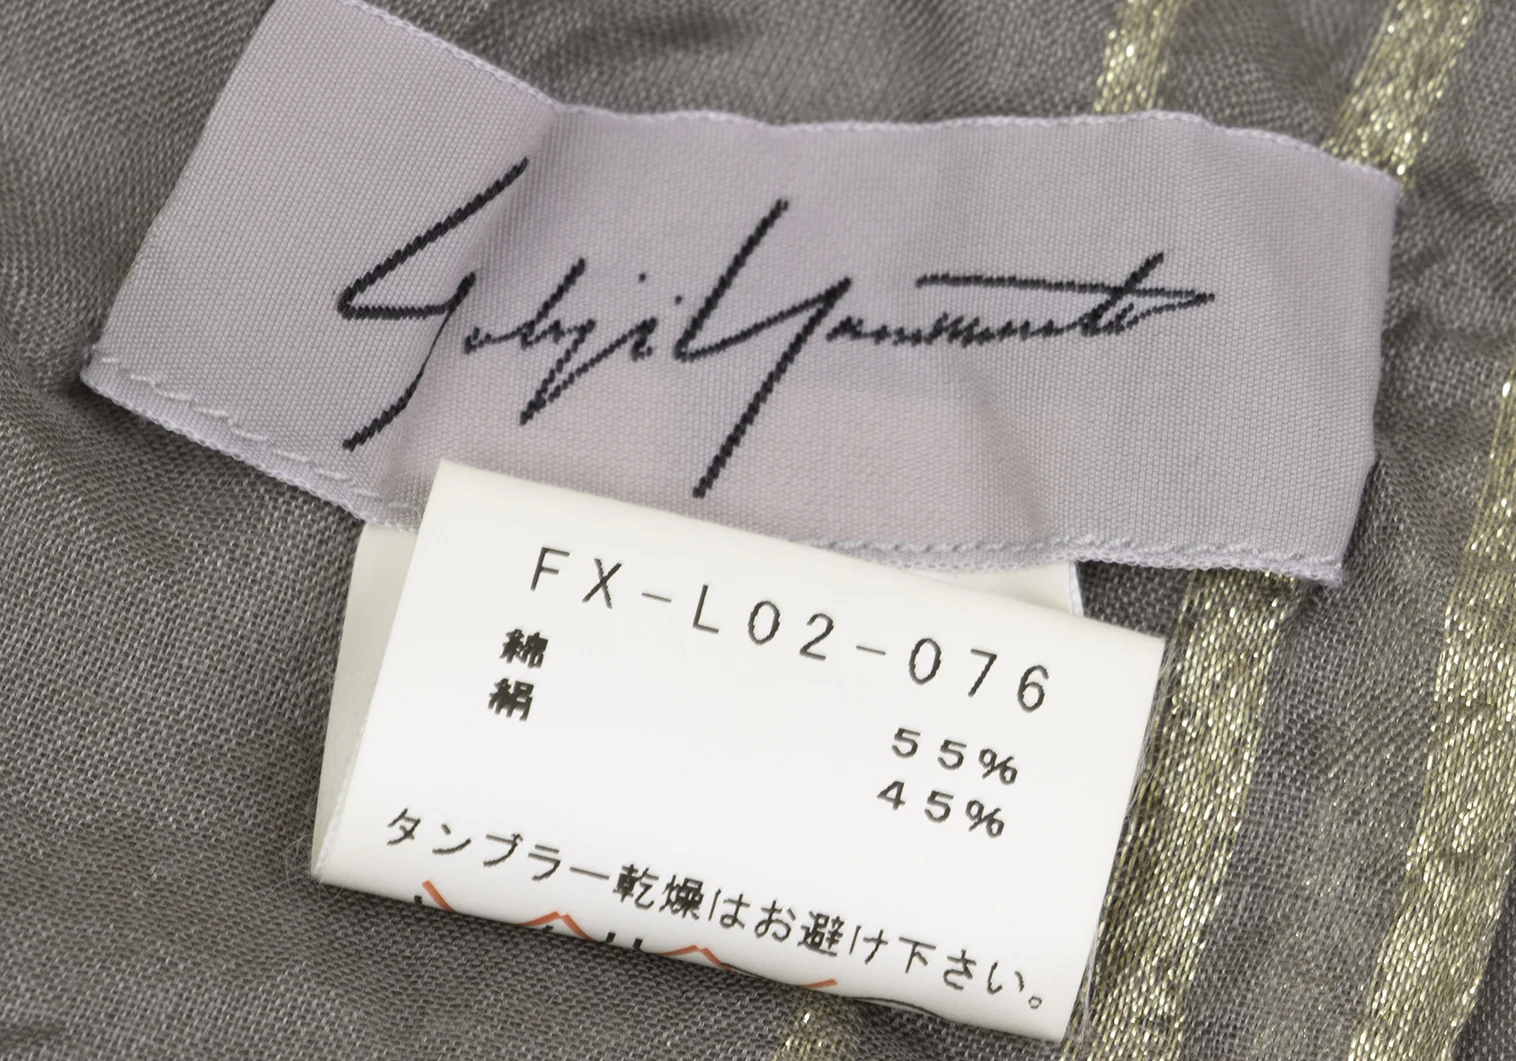 Yohji Yamamoto
FX-L02-076
綿 55%
絹 45%
タンブラー乾燥はお避け下さい。